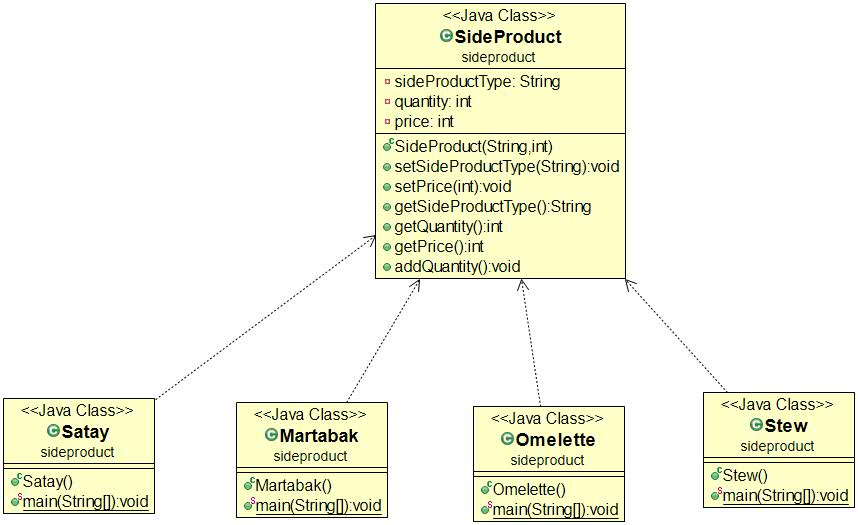 <<Java Class>>
SideProduct
sideproduct
sideProductType: String
quantity: int
price: int
SideProduct(String,int)
setSideProductType(String):void
setPrice(int):void
getSideProductType():String
getQuantity():int
getPrice():int
addQuantity():void
<<Java Class>>
Satay
sideproduct
Satay()
main(String[]):void
<<Java Class>>
Martabak
sideproduct
Martabak()
main(String[]):void
<<Java Class>>
Omelette
sideproduct
Omelette()
main(String[]):void
<<Java Class>>
Stew
sideproduct
Stew()
main(String[]):void